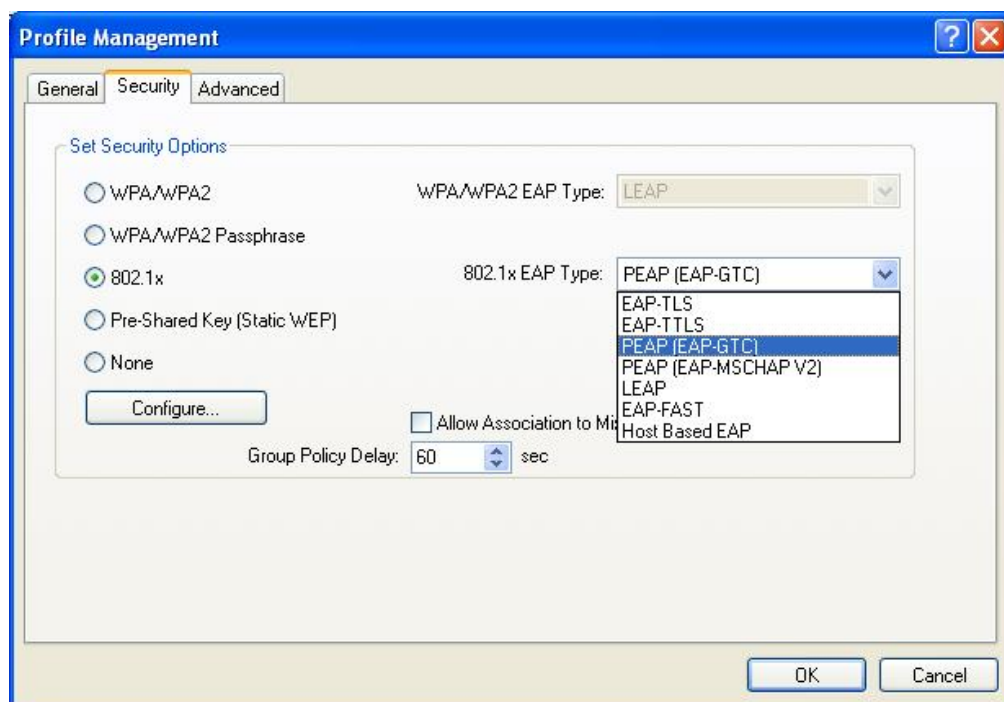 Profile Management
General Security Advanced
Set Security Options
WPA/WPA2
WPA/WPA2 EAP Type: LEAP
WPA/WPA2 Passphrase
802.1x
802.1x EAP Type: PEAP (EAP-GTC)
EAP-TLS
EAP-TTLS
PEAP (EAP-GTC)
PEAP (EAP-MSCHAP V2)
LEAP
EAP-FAST
Host Based EAP
Pre-Shared Key (Static WEP)
None
Configure...
Allow Association to Mi
Group Policy Delay: 60 sec
OK Cancel